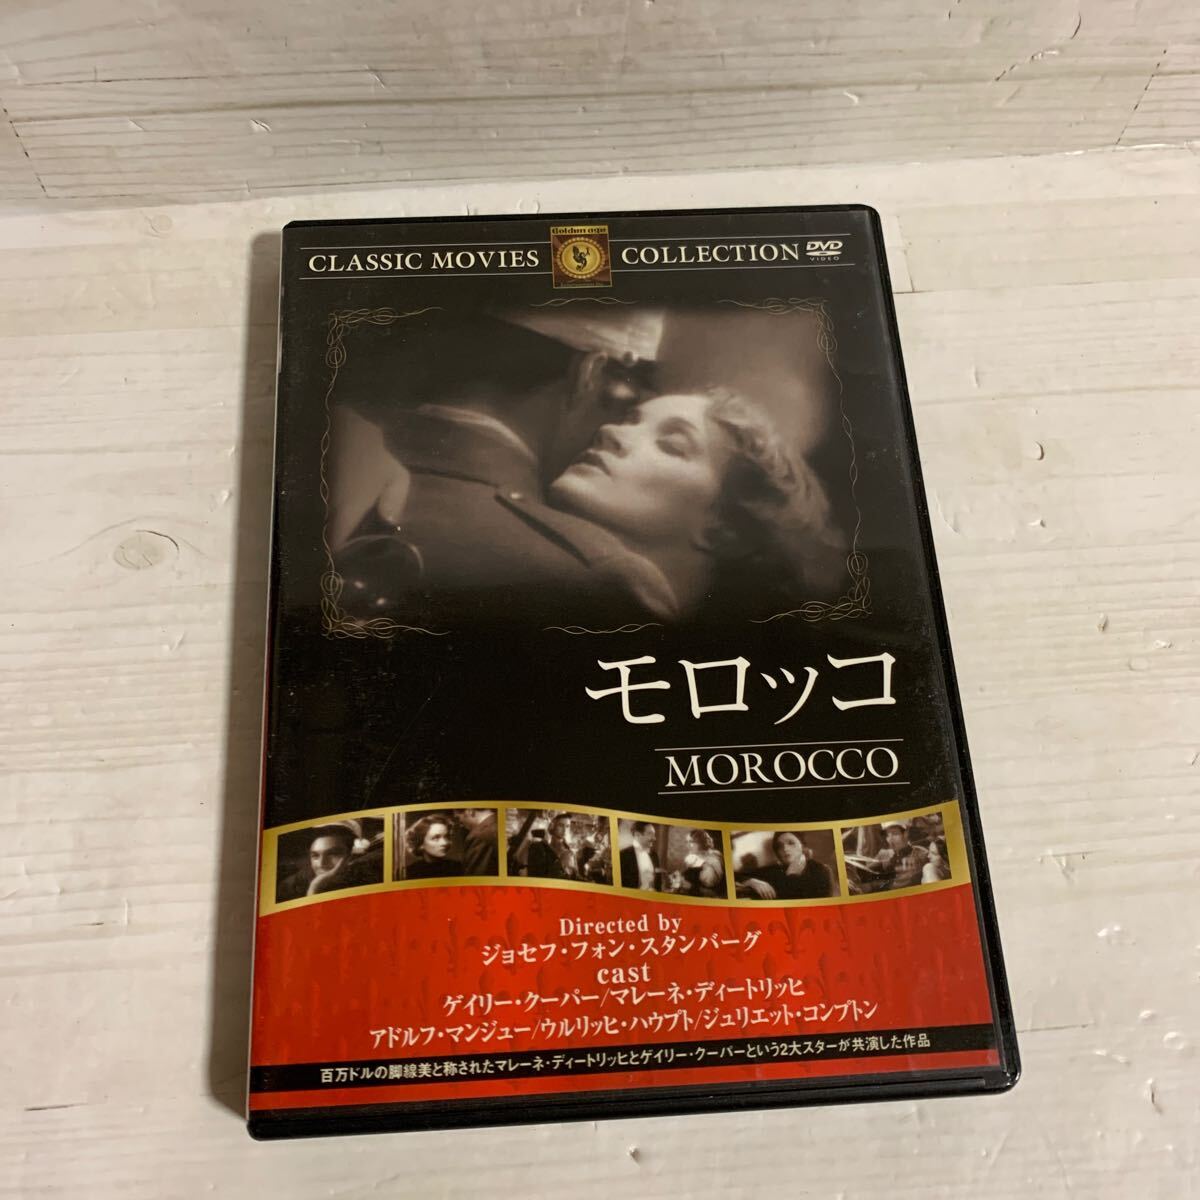 Golden age
CLASSIC MOVIES COLLECTION DVD
VIDEO
モロッコ
MOROCCO
Directed by
ジョセフ・フォン・スタンバーグ
cast
ゲイリー・クーパー/マレーネ・ディートリッヒ
アドルフ・マンジュー/ウルリッヒ・ハウプト/ジュリエット・コンプトン
百万ドルの脚線美と称されたマレーネ・ディートリッヒとゲイリー・クーパーという2大スターが共演した作品